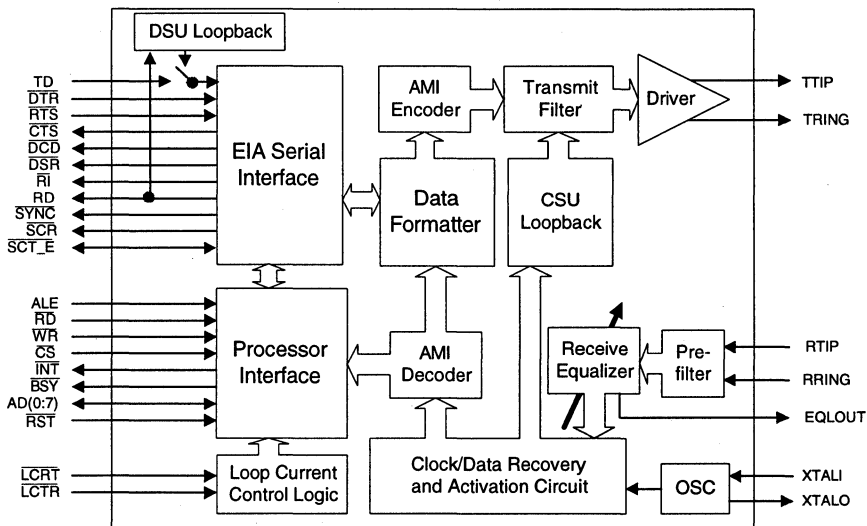 DSU Loopback
TD
DTR
RTS
CTS
DCD
DSR
RI
RD
SYNC
SCR
SCT_E
EIA Serial
Interface
AMI
Encoder
Transmit
Filter
Driver
TTIP
TRING
Data
Formatter
CSU
Loopback
ALE
RD
WR
CS
INT
BSY
AD(0:7)
RST
Processor
Interface
AMI
Decoder
Receive
Equalizer
Pre-
filter
RTIP
RRING
EQLOUT
LCRT
LCTR
Loop Current
Control Logic
Clock/Data Recovery
and Activation Circuit
OSC
XTALI
XTALO